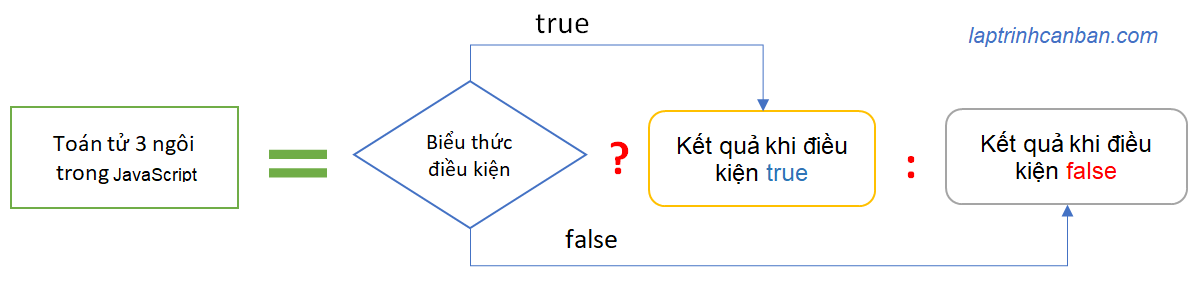 true
laptrinhcanban.com
Toán tử 3 ngôi
trong JavaScript
=
Biểu thức
điều kiện
?
Kết quả khi điều
kiện true
:
Kết quả khi điều
kiện false
false